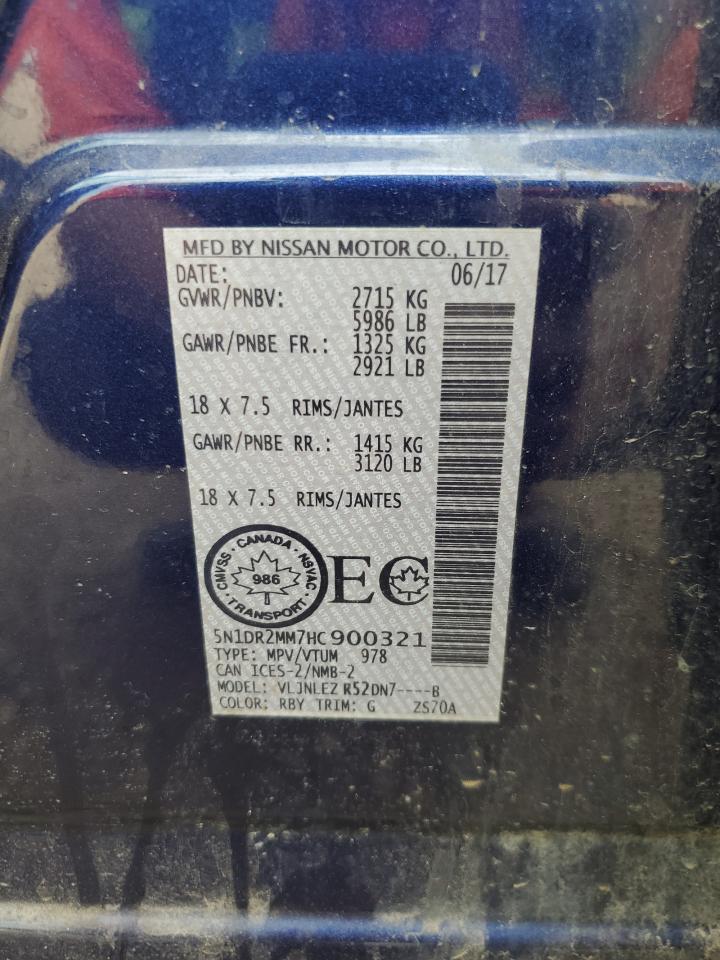 MFD BY NISSAN MOTOR CO., LTD.
DATE: 06/17
GVWR/PNBV: 2715 KG
5986 LB
GAWR/PNBE FR.: 1325 KG
2921 LB
18 X 7.5 RIMS/JANTES
GAWR/PNBE RR.: 1415 KG
3120 LB
18 X 7.5 RIMS/JANTES
CANADA · NSVAC · TRANSPORT · CMVSS ·
986
EC
5N1DR2MM7HC900321
TYPE: MPV/VTUM 978
CAN ICES-2/NMB-2
MODEL: VLJNLEZ R52DN7----B
COLOR: RBY TRIM: G ZS70A